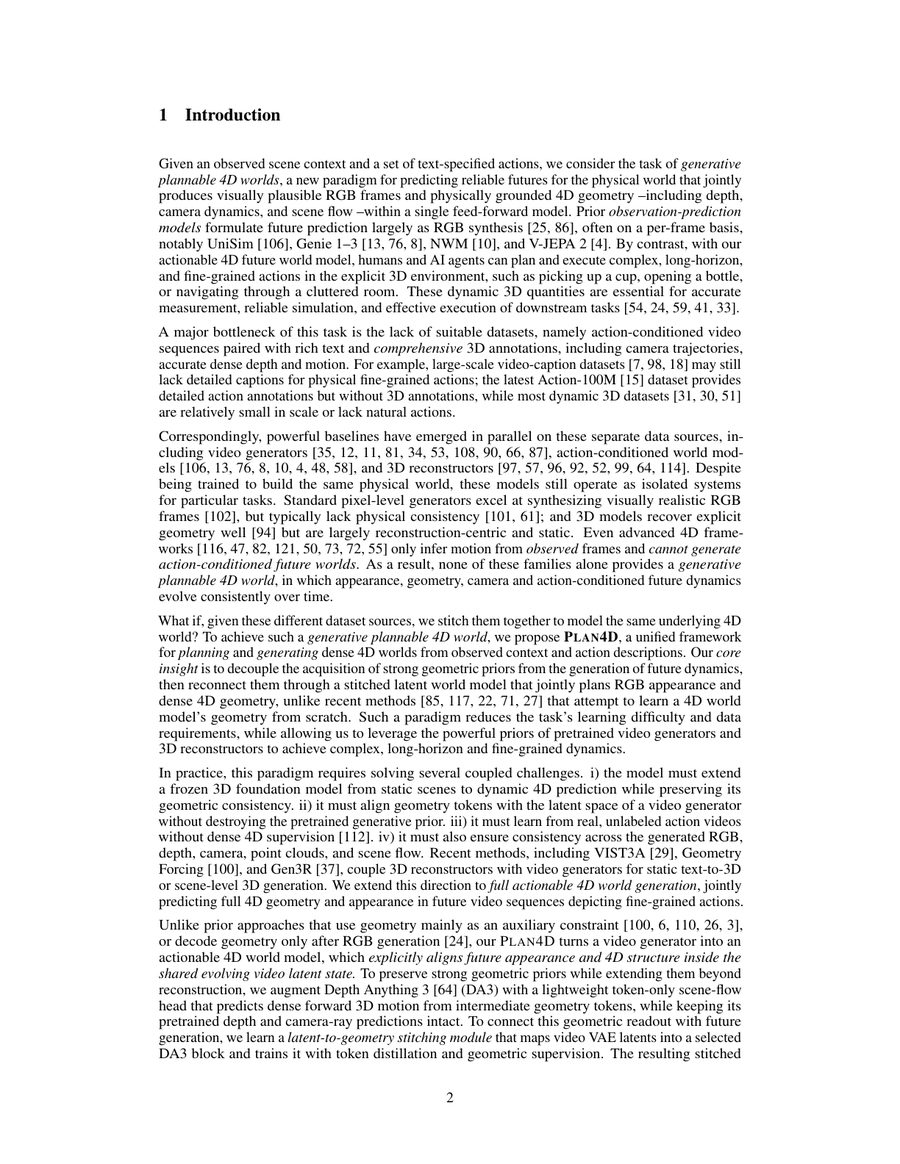 1 Introduction
Given an observed scene context and a set of text-specified actions, we consider the task of generative
plannable 4D worlds, a new paradigm for predicting reliable futures for the physical world that jointly
produces visually plausible RGB frames and physically grounded 4D geometry –including depth,
camera dynamics, and scene flow –within a single feed-forward model. Prior observation-prediction
models formulate future prediction largely as RGB synthesis [25, 86], often on a per-frame basis,
notably UniSim [106], Genie 1–3 [13, 76, 8], NWM [10], and V-JEPA 2 [4]. By contrast, with our
actionable 4D future world model, humans and AI agents can plan and execute complex, long-horizon,
and fine-grained actions in the explicit 3D environment, such as picking up a cup, opening a bottle,
or navigating through a cluttered room. These dynamic 3D quantities are essential for accurate
measurement, reliable simulation, and effective execution of downstream tasks [54, 24, 59, 41, 33].
A major bottleneck of this task is the lack of suitable datasets, namely action-conditioned video
sequences paired with rich text and comprehensive 3D annotations, including camera trajectories,
accurate dense depth and motion. For example, large-scale video-caption datasets [7, 98, 18] may still
lack detailed captions for physical fine-grained actions; the latest Action-100M [15] dataset provides
detailed action annotations but without 3D annotations, while most dynamic 3D datasets [31, 30, 51]
are relatively small in scale or lack natural actions.
Correspondingly, powerful baselines have emerged in parallel on these separate data sources, in-
cluding video generators [35, 12, 11, 81, 34, 53, 108, 90, 66, 87], action-conditioned world mod-
els [106, 13, 76, 8, 10, 4, 48, 58], and 3D reconstructors [97, 57, 96, 92, 52, 99, 64, 114]. Despite
being trained to build the same physical world, these models still operate as isolated systems
for particular tasks. Standard pixel-level generators excel at synthesizing visually realistic RGB
frames [102], but typically lack physical consistency [101, 61]; and 3D models recover explicit
geometry well [94] but are largely reconstruction-centric and static. Even advanced 4D frame-
works [116, 47, 82, 121, 50, 73, 72, 55] only infer motion from observed frames and cannot generate
action-conditioned future worlds. As a result, none of these families alone provides a generative
plannable 4D world, in which appearance, geometry, camera and action-conditioned future dynamics
evolve consistently over time.
What if, given these different dataset sources, we stitch them together to model the same underlying 4D
world? To achieve such a generative plannable 4D world, we propose PLAN4D, a unified framework
for planning and generating dense 4D worlds from observed context and action descriptions. Our core
insight is to decouple the acquisition of strong geometric priors from the generation of future dynamics,
then reconnect them through a stitched latent world model that jointly plans RGB appearance and
dense 4D geometry, unlike recent methods [85, 117, 22, 71, 27] that attempt to learn a 4D world
model's geometry from scratch. Such a paradigm reduces the task's learning difficulty and data
requirements, while allowing us to leverage the powerful priors of pretrained video generators and
3D reconstructors to achieve complex, long-horizon and fine-grained dynamics.
In practice, this paradigm requires solving several coupled challenges. i) the model must extend
a frozen 3D foundation model from static scenes to dynamic 4D prediction while preserving its
geometric consistency. ii) it must align geometry tokens with the latent space of a video generator
without destroying the pretrained generative prior. iii) it must learn from real, unlabeled action videos
without dense 4D supervision [112]. iv) it must also ensure consistency across the generated RGB,
depth, camera, point clouds, and scene flow. Recent methods, including VIST3A [29], Geometry
Forcing [100], and Gen3R [37], couple 3D reconstructors with video generators for static text-to-3D
or scene-level 3D generation. We extend this direction to full actionable 4D world generation, jointly
predicting full 4D geometry and appearance in future video sequences depicting fine-grained actions.
Unlike prior approaches that use geometry mainly as an auxiliary constraint [100, 6, 110, 26, 3],
or decode geometry only after RGB generation [24], our PLAN4D turns a video generator into an
actionable 4D world model, which explicitly aligns future appearance and 4D structure inside the
shared evolving video latent state. To preserve strong geometric priors while extending them beyond
reconstruction, we augment Depth Anything 3 [64] (DA3) with a lightweight token-only scene-flow
head that predicts dense forward 3D motion from intermediate geometry tokens, while keeping its
pretrained depth and camera-ray predictions intact. To connect this geometric readout with future
generation, we learn a latent-to-geometry stitching module that maps video VAE latents into a selected
DA3 block and trains it with token distillation and geometric supervision. The resulting stitched
2